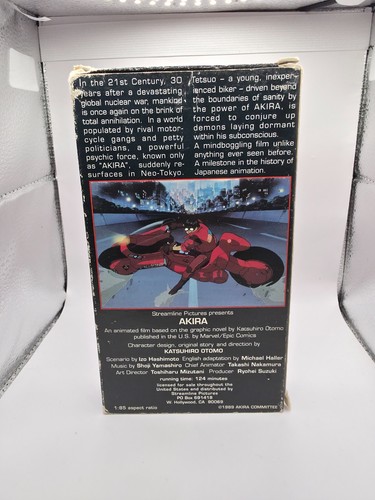 In the 21st Century, 30
years after a devastating
global nuclear war, mankind
is once again on the brink of
total annihilation. In a world
populated by rival motor-
cycle gangs and petty
politicians, a powerful
psychic force, known only
as "AKIRA", suddenly re-
surfaces in Neo-Tokyo.
Tetsuo – a young, inexper-
ienced biker – driven beyond
the boundaries of sanity by
the power of AKIRA, is
forced to conjure up
demons laying dormant
within his subconscious.
A mindboggling film unlike
anything ever seen before.
A milestone in the history of
Japanese animation.
Streamline Pictures presents
AKIRA
An animated film based on the graphic novel by Katsuhiro Otomo
published in the U.S. by Marvel/Epic Comics
Character design, original story and direction by
KATSUHIRO OTOMO
Scenario by Izo Hashimoto English adaptation by Michael Haller
Music by Shoji Yamashiro Chief Animator Takashi Nakamura
Art Director Toshiharu Mizutani Producer Ryohei Suzuki
running time: 124 minutes
licensed for sale throughout the
United States and distributed by
Streamline Pictures
PO Box 691418
W. Hollywood, CA 90069
1:85 aspect ratio
©1989 AKIRA COMMITTEE